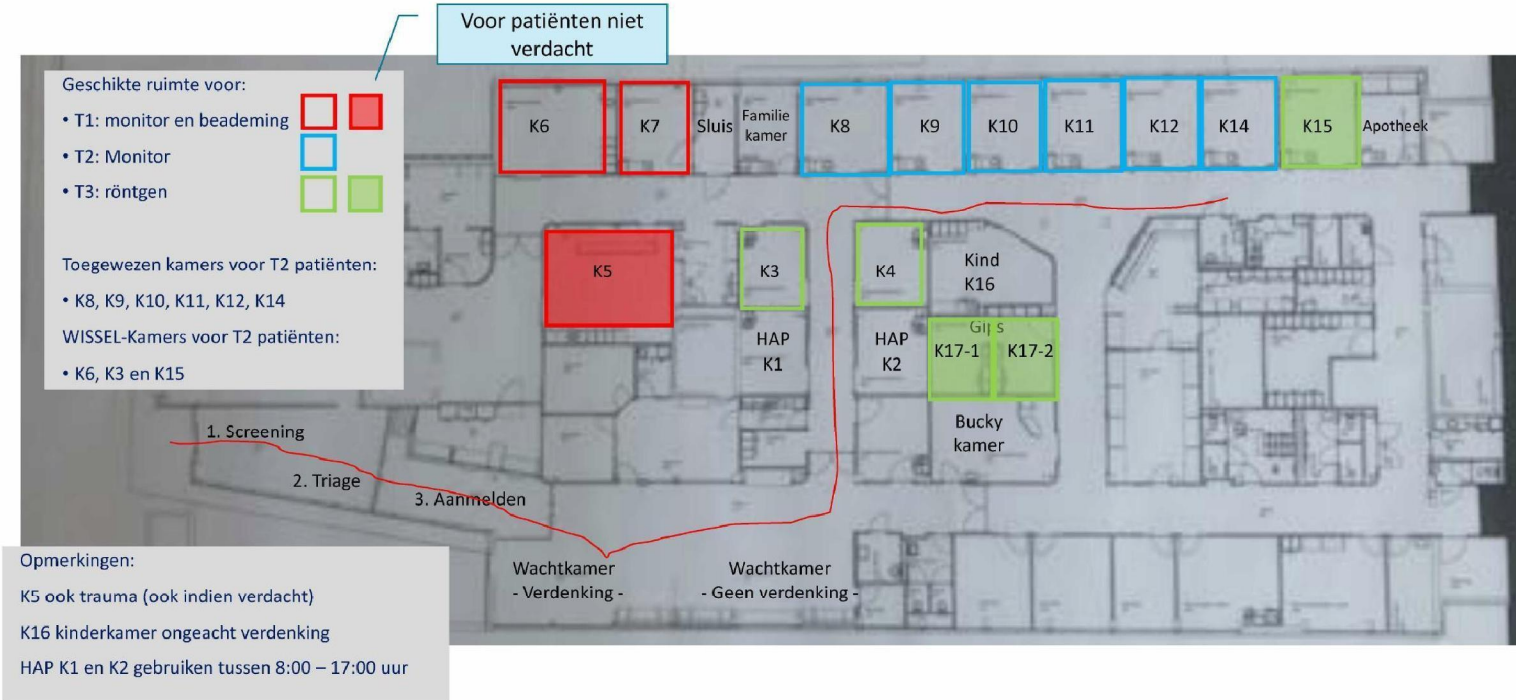 Voor patiënten niet
verdacht
Geschikte ruimte voor:
• T1: monitor en beademing
• T2: Monitor
• T3: röntgen
Toegewezen kamers voor T2 patiënten:
• K8, K9, K10, K11, K12, K14
WISSEL-Kamers voor T2 patiënten:
• K6, K3 en K15
K6
K7
Sluis
Familie
kamer
K8
K9
K10
K11
K12
K14
K15
Apotheek
K5
K3
K4
Kind
K16
HAP
K1
HAP
K2
Gips
K17-1
K17-2
Bucky
kamer
1. Screening
2. Triage
3. Aanmelden
Wachtkamer
- Verdenking -
Wachtkamer
- Geen verdenking -
Opmerkingen:
K5 ook trauma (ook indien verdacht)
K16 kinderkamer ongeacht verdenking
HAP K1 en K2 gebruiken tussen 8:00 – 17:00 uur